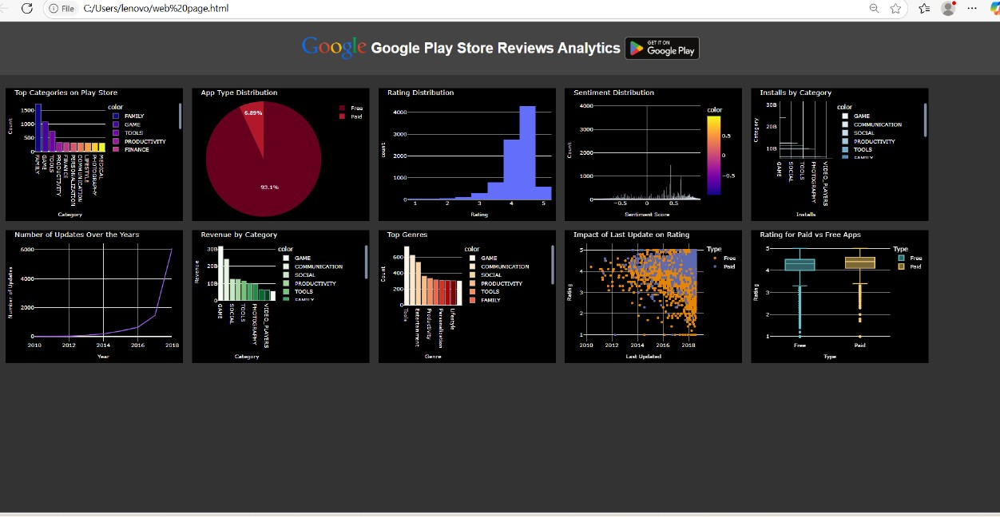 File
C:/Users/lenovo/web%20page.html
Google Google Play Store Reviews Analytics GET IT ON Google Play
Top Categories on Play Store
color
1500
1000
500
0
Count
FAMILY
GAME
TOOLS
PRODUCTIVITY
FINANCE
FAMILY
GAME
TOOLS
PRODUCTIVITY
FINANCE
PERSONALIZATION
COMMUNICATION
LIFESTYLE
PHOTOGRAPHY
MEDICAL
Category
App Type Distribution
6.89%
93.1%
Free
Paid
Rating Distribution
4000
3000
2000
1000
0
count
1 2 3 4 5
Rating
Sentiment Distribution
4000
3000
2000
1000
0
Count
−0.5 0 0.5
Sentiment Score
color
0.5
0
−0.5
Installs by Category
30B
20B
10B
Category
GAME
SOCIAL
TOOLS
PHOTOGRAPHY
VIDEO_PLAYERS
Installs
color
GAME
COMMUNICATION
SOCIAL
PRODUCTIVITY
TOOLS
FAMILY
Number of Updates Over the Years
6000
4000
2000
0
Number of Updates
2010 2012 2014 2016 2018
Year
Revenue by Category
30B
20B
10B
0
Revenue
GAME
SOCIAL
TOOLS
PHOTOGRAPHY
VIDEO_PLAYERS
Category
color
GAME
COMMUNICATION
SOCIAL
PRODUCTIVITY
TOOLS
FAMILY
Top Genres
600
400
200
0
Count
Tools
Entertainment
Productivity
Personalization
Lifestyle
Genre
color
GAME
COMMUNICATION
SOCIAL
PRODUCTIVITY
TOOLS
FAMILY
Impact of Last Update on Rating
5
4
3
2
1
Rating
2010 2012 2014 2016 2018
Last Updated
Type
Free
Paid
Rating for Paid vs Free Apps
5
4
3
2
1
Rating
Free Paid
Type
Type
Free
Paid